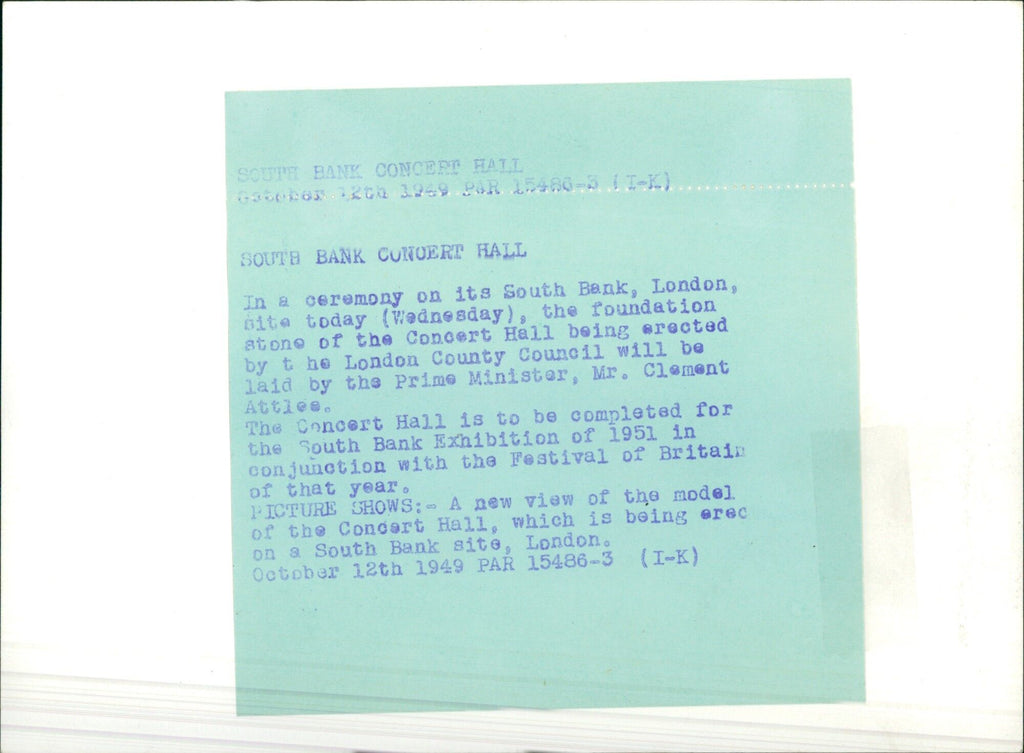 SOUTH BANK CONCERT HALL
October 12th 1949 PAR 15486-3 (I-K)
SOUTH BANK CONCERT HALL
In a ceremony on its South Bank, London,
site today (Wednesday), the foundation
stone of the Concert Hall being erected
by t he London County Council will be
laid by the Prime Minister, Mr. Clement
Attlee.
The Concert Hall is to be completed for
the South Bank Exhibition of 1951 in
conjunction with the Festival of Britain
of that year.
PICTURE SHOWS:- A new view of the model
of the Concert Hall, which is being erec
on a South Bank site, London.
October 12th 1949 PAR 15486-3 (I-K)